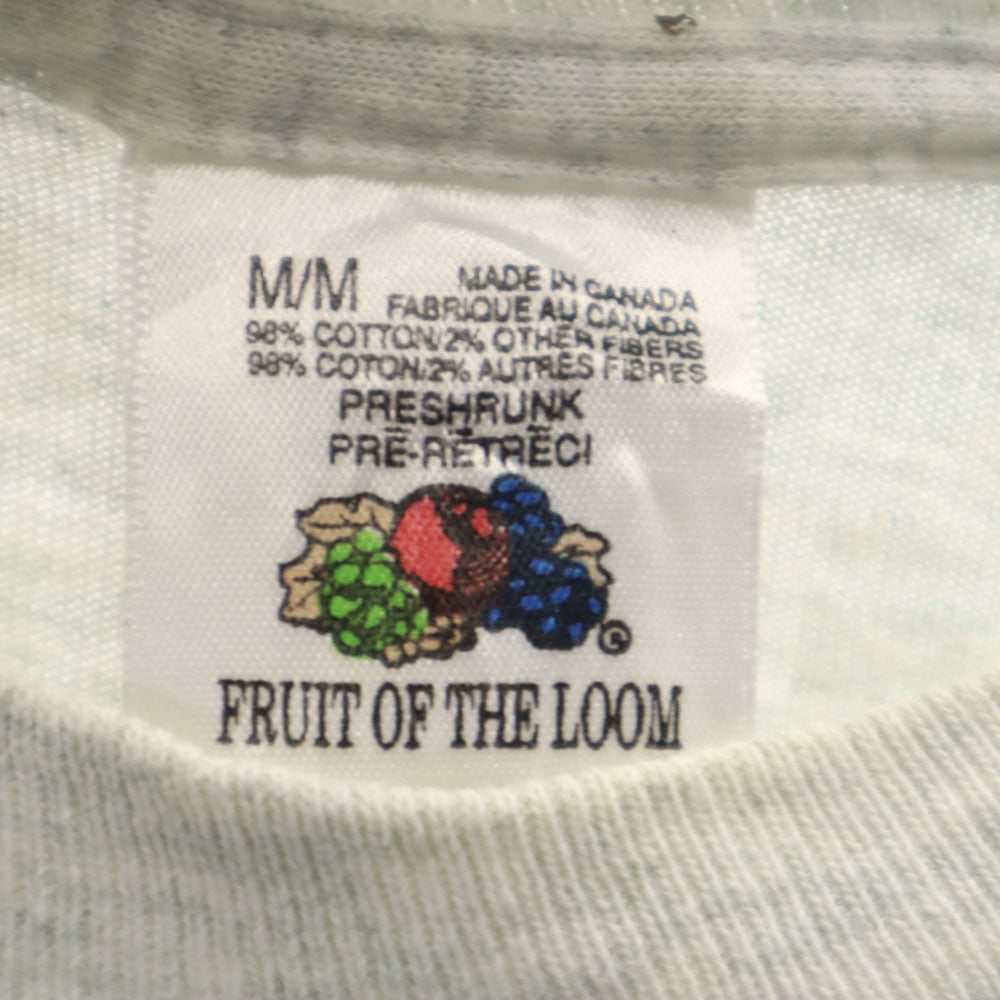 M/M MADE IN CANADA
FABRIQUE AU CANADA
98% COTTON/2% OTHER FIBERS
98% COTON/2% AUTRES FIBRES
PRESHRUNK
PRÉ-RÉTRÉCI
FRUIT OF THE LOOM